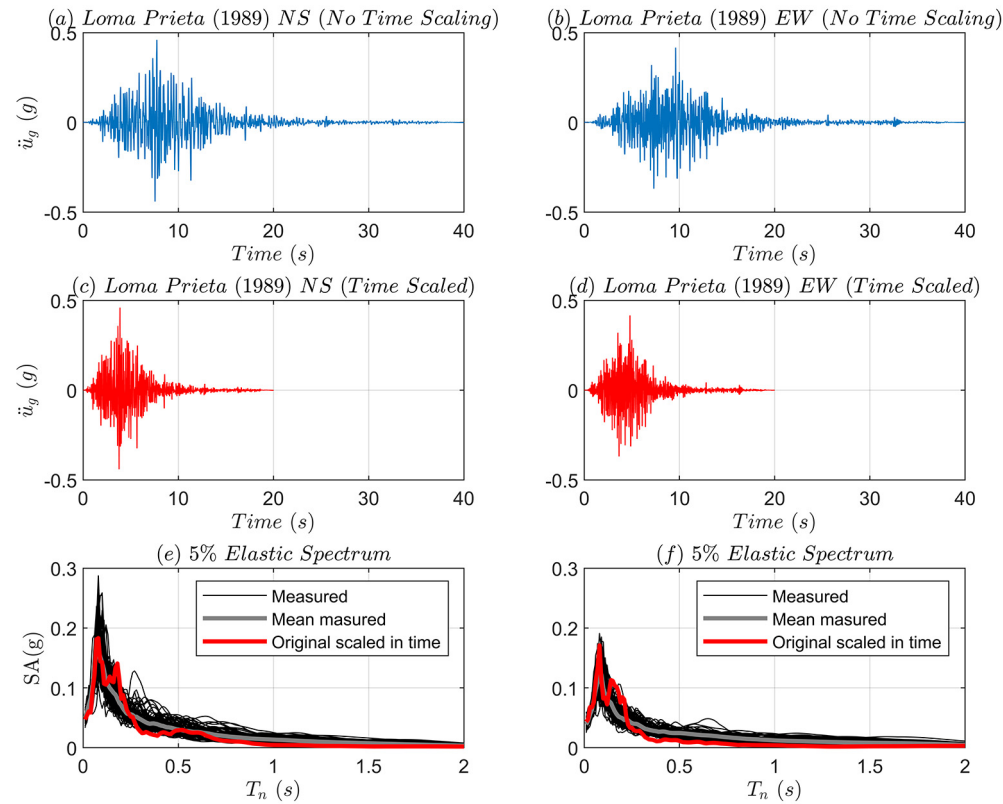 (a) Loma Prieta (1989) NS (No Time Scaling)
(b) Loma Prieta (1989) EW (No Time Scaling)
0.5
0
-0.5
üg (g)
0 10 20 30 40
Time (s)
0.5
0
-0.5
0 10 20 30 40
Time (s)
(c) Loma Prieta (1989) NS (Time Scaled)
(d) Loma Prieta (1989) EW (Time Scaled)
0.5
0
-0.5
üg (g)
0 10 20 30 40
Time (s)
0.5
0
-0.5
0 10 20 30 40
Time (s)
(e) 5% Elastic Spectrum
(f) 5% Elastic Spectrum
0.3
0.2
0.1
0
SA(g)
Measured
Mean masured
Original scaled in time
0 0.5 1 1.5 2
Tn (s)
0.3
0.2
0.1
0
Measured
Mean masured
Original scaled in time
0 0.5 1 1.5 2
Tn (s)